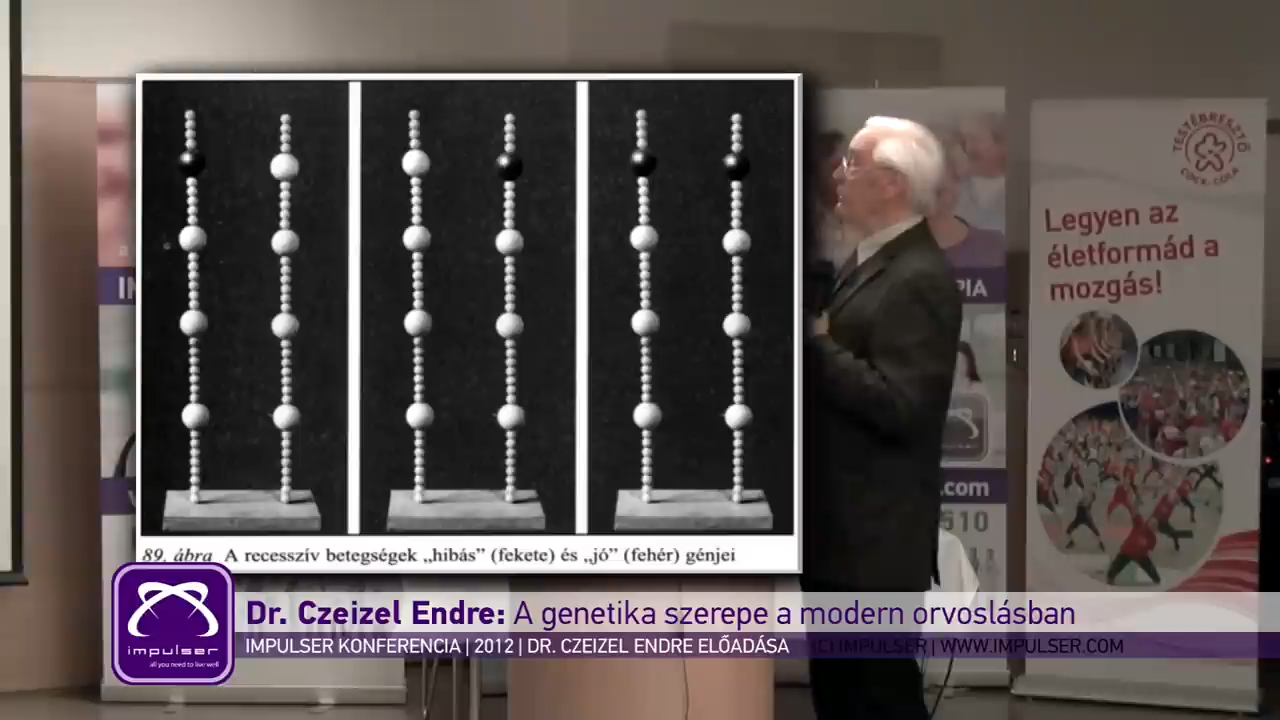 TESTÉBRESZTŐ
COCA-COLA
Legyen az
életformád a
mozgás!
PIA
.com
510
89. ábra A recesszív betegségek „hibás” (fekete) és „jó” (fehér) génjei
impulser
all you need to live well
Dr. Czeizel Endre: A genetika szerepe a modern orvoslásban
IMPULSER KONFERENCIA | 2012 | DR. CZEIZEL ENDRE ELŐADÁSA
IMPULSER | WWW.IMPULSER.COM